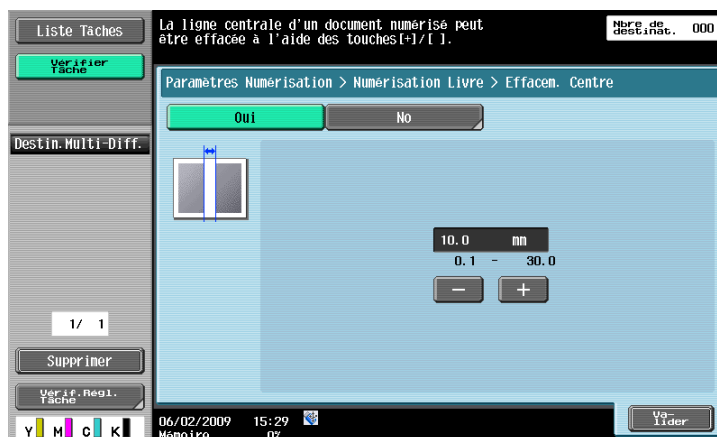 Liste Tâches
La ligne centrale d'un document numérisé peut
être effacée à l'aide des touches[+]/[ ].
Nbre de
destinat.
000
Vérifier
Tâche
Paramètres Numérisation > Numérisation Livre > Effacem. Centre
Oui
No
Destin.Multi-Diff.
10.0 mm
0.1 - 30.0
− +
1/ 1
Supprimer
Vérif.Régl.
Tâche
Va-
lider
06/02/2009 15:29
Mémoire 0%
Y M C K